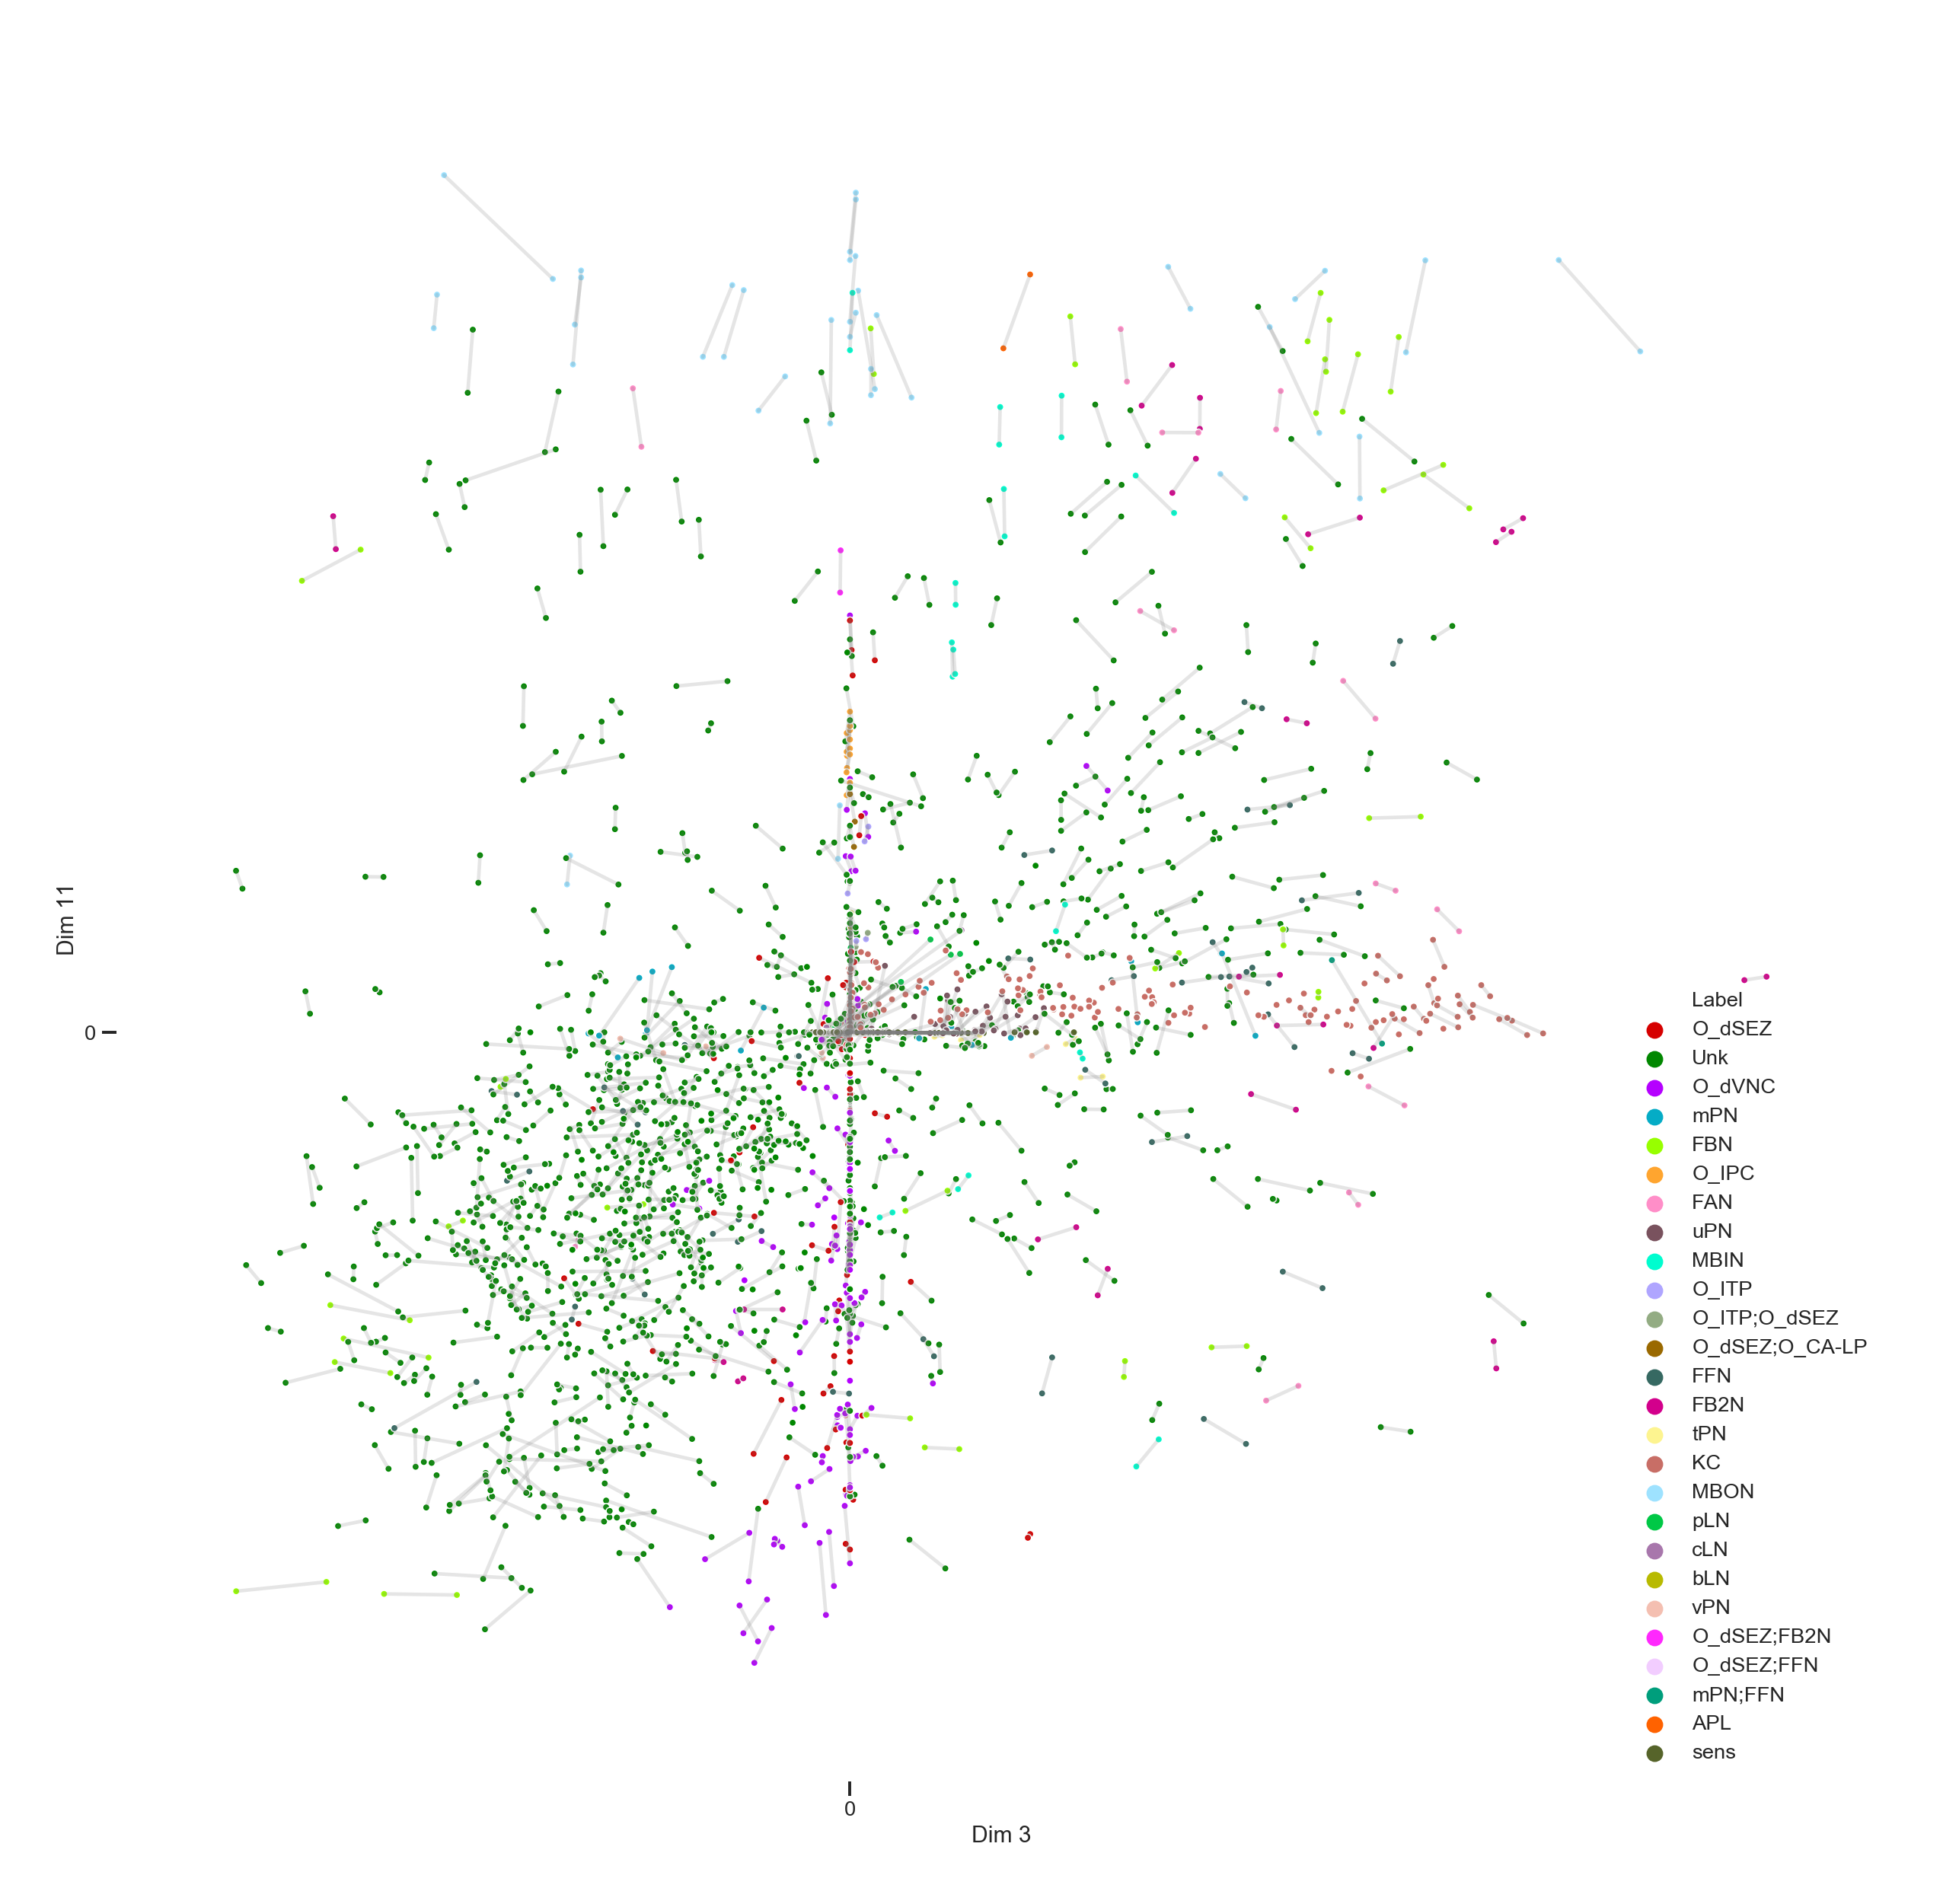 Dim 11
0
0
Dim 3
Label
O_dSEZ
Unk
O_dVNC
mPN
FBN
O_IPC
FAN
uPN
MBIN
O_ITP
O_ITP;O_dSEZ
O_dSEZ;O_CA-LP
FFN
FB2N
tPN
KC
MBON
pLN
cLN
bLN
vPN
O_dSEZ;FB2N
O_dSEZ;FFN
mPN;FFN
APL
sens